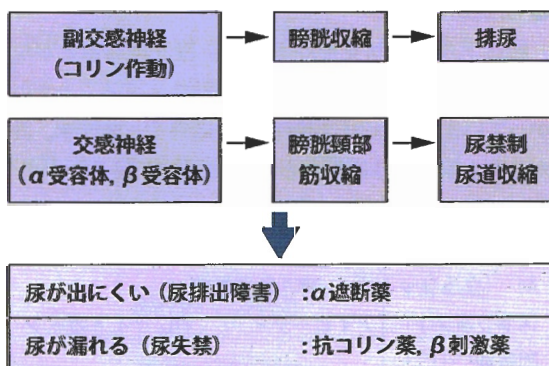 副交感神経
(コリン作動)
膀胱収縮
排尿
交感神経
(α受容体, β受容体)
膀胱頸部
筋収縮
尿禁制
尿道収縮
尿が出にくい(尿排出障害) :α遮断薬
尿が漏れる(尿失禁) :抗コリン薬, β刺激薬